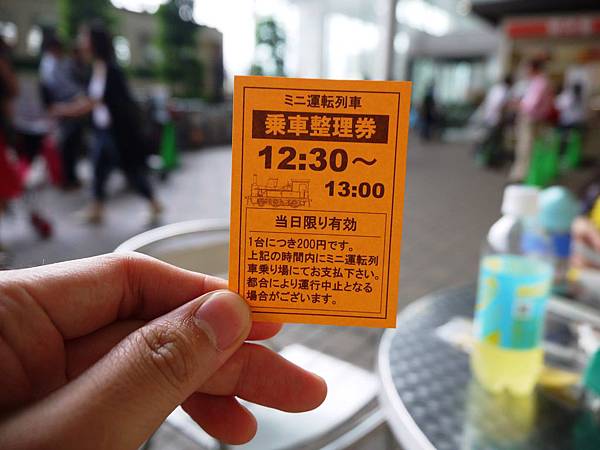 ミニ運転列車
乗車整理券
12:30〜
13:00
当日限り有効
1台につき200円です。
上記の時間内にミニ運転列
車乗り場にてお支払下さい。
都合により運行中止となる
場合がございます。